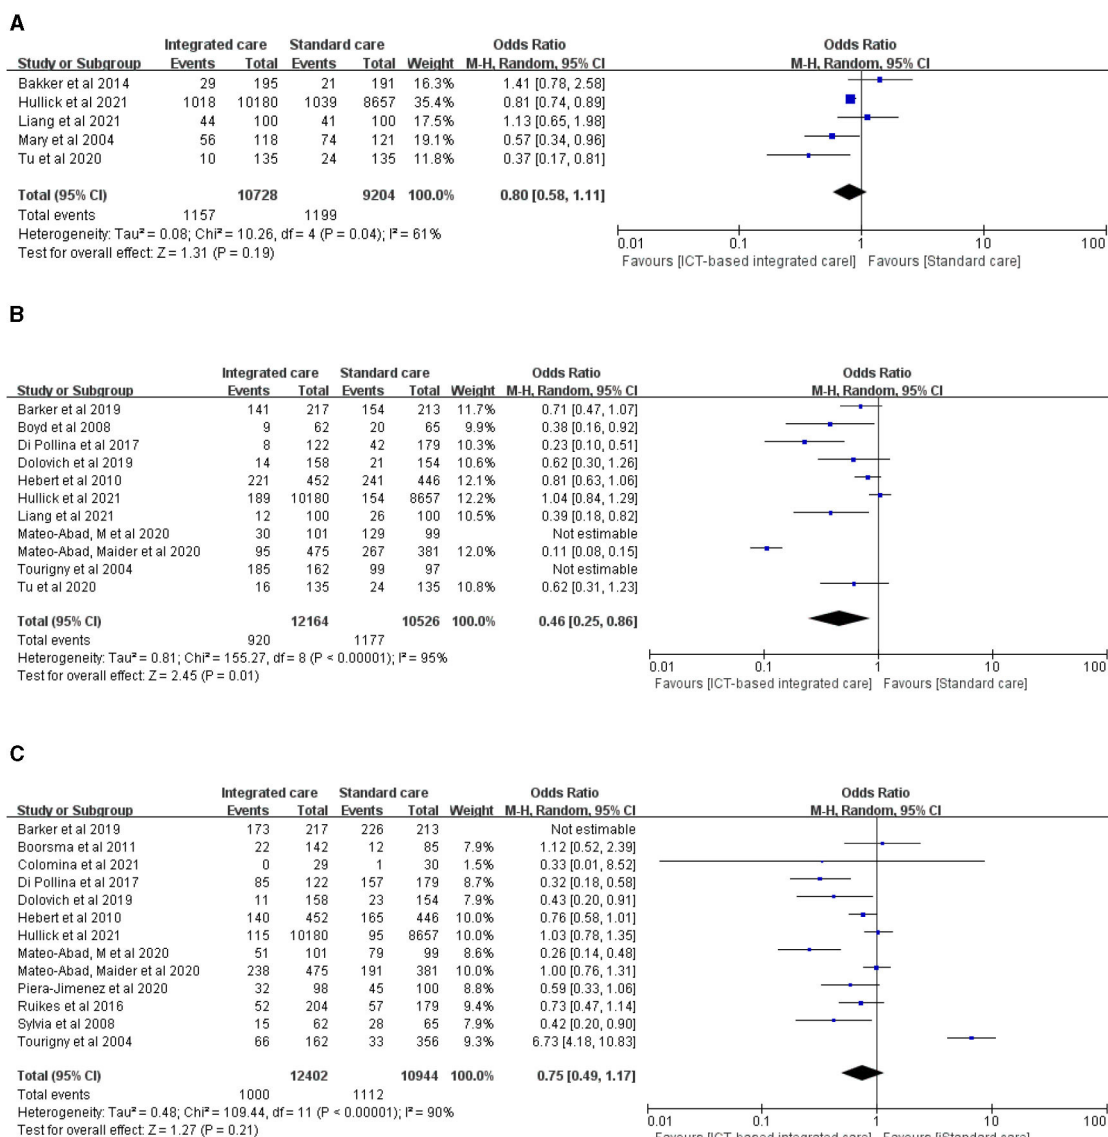 A
Integrated care Standard care Odds Ratio Odds Ratio
Study or Subgroup Events Total Events Total Weight M-H, Random, 95% CI M-H, Random, 95% CI
Bakker et al 2014 29 195 21 191 16.3% 1.41 [0.78, 2.58]
Hullick et al 2021 1018 10180 1039 8657 35.4% 0.81 [0.74, 0.89]
Liang et al 2021 44 100 41 100 17.5% 1.13 [0.65, 1.98]
Mary et al 2004 56 118 74 121 19.1% 0.57 [0.34, 0.96]
Tu et al 2020 10 135 24 135 11.8% 0.37 [0.17, 0.81]
Total (95% CI) 10728 9204 100.0% 0.80 [0.58, 1.11]
Total events 1157 1199
Heterogeneity: Tau² = 0.08; Chi² = 10.26, df = 4 (P = 0.04); I² = 61%
Test for overall effect: Z = 1.31 (P = 0.19)
0.01 0.1 1 10 100
Favours [ICT-based integrated carel] Favours [Standard care]
B
Integrated care Standard care Odds Ratio Odds Ratio
Study or Subgroup Events Total Events Total Weight M-H, Random, 95% CI M-H, Random, 95% CI
Barker et al 2019 141 217 154 213 11.7% 0.71 [0.47, 1.07]
Boyd et al 2008 9 62 20 65 9.9% 0.38 [0.16, 0.92]
Di Pollina et al 2017 8 122 42 179 10.3% 0.23 [0.10, 0.51]
Dolovich et al 2019 14 158 21 154 10.6% 0.62 [0.30, 1.26]
Hebert et al 2010 221 452 241 446 12.1% 0.81 [0.63, 1.06]
Hullick et al 2021 189 10180 154 8657 12.2% 1.04 [0.84, 1.29]
Liang et al 2021 12 100 26 100 10.5% 0.39 [0.18, 0.82]
Mateo-Abad, M et al 2020 30 101 129 99 Not estimable
Mateo-Abad, Maider et al 2020 95 475 267 381 12.0% 0.11 [0.08, 0.15]
Tourigny et al 2004 185 162 99 97 Not estimable
Tu et al 2020 16 135 24 135 10.8% 0.62 [0.31, 1.23]
Total (95% CI) 12164 10526 100.0% 0.46 [0.25, 0.86]
Total events 920 1177
Heterogeneity: Tau² = 0.81; Chi² = 155.27, df = 8 (P < 0.00001); I² = 95%
Test for overall effect: Z = 2.45 (P = 0.01)
0.01 0.1 1 10 100
Favours [ICT-based integrated care] Favours [Standard care]
C
Integrated care Standard care Odds Ratio Odds Ratio
Study or Subgroup Events Total Events Total Weight M-H, Random, 95% CI M-H, Random, 95% CI
Barker et al 2019 173 217 226 213 Not estimable
Boorsma et al 2011 22 142 12 85 7.9% 1.12 [0.52, 2.39]
Colomina et al 2021 0 29 1 30 1.5% 0.33 [0.01, 8.52]
Di Pollina et al 2017 85 122 157 179 8.7% 0.32 [0.18, 0.58]
Dolovich et al 2019 11 158 23 154 7.9% 0.43 [0.20, 0.91]
Hebert et al 2010 140 452 165 446 10.0% 0.76 [0.58, 1.01]
Hullick et al 2021 115 10180 95 8657 10.0% 1.03 [0.78, 1.35]
Mateo-Abad, M et al 2020 51 101 79 99 8.6% 0.26 [0.14, 0.48]
Mateo-Abad, Maider et al 2020 238 475 191 381 10.0% 1.00 [0.76, 1.31]
Piera-Jimenez et al 2020 32 98 45 100 8.8% 0.59 [0.33, 1.06]
Ruikes et al 2016 52 204 57 179 9.4% 0.73 [0.47, 1.14]
Sylvia et al 2008 15 62 28 65 7.9% 0.42 [0.20, 0.90]
Tourigny et al 2004 66 162 33 356 9.3% 6.73 [4.18, 10.83]
Total (95% CI) 12402 10944 100.0% 0.75 [0.49, 1.17]
Total events 1000 1112
Heterogeneity: Tau² = 0.48; Chi² = 109.44, df = 11 (P < 0.00001); I² = 90%
Test for overall effect: Z = 1.27 (P = 0.21)
0.01 0.1 1 10 100
Favours [ICT-based integrated care] Favours [Standard care]